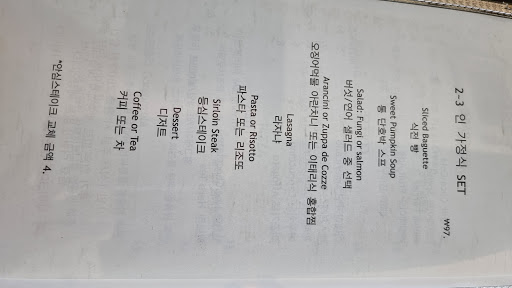 2-3 인 가정식 SET
₩97.
Sliced Baguette
식전 빵
Sweet Pumpkin Soup
통 단호박 스프
Salad: Fungi or salmon
버섯/연어 샐러드 중 선택
Arancini or Zuppa de Cozze
오징어먹물 아란치니 또는 이태리식 홍합찜
Lasagna
라자냐
Pasta or Risotto
파스타 또는 리조또
Sirloin Steak
등심스테이크
Dessert
디저트
Coffee or Tea
커피 또는 차
*안심스테이크 교체 금액 4.